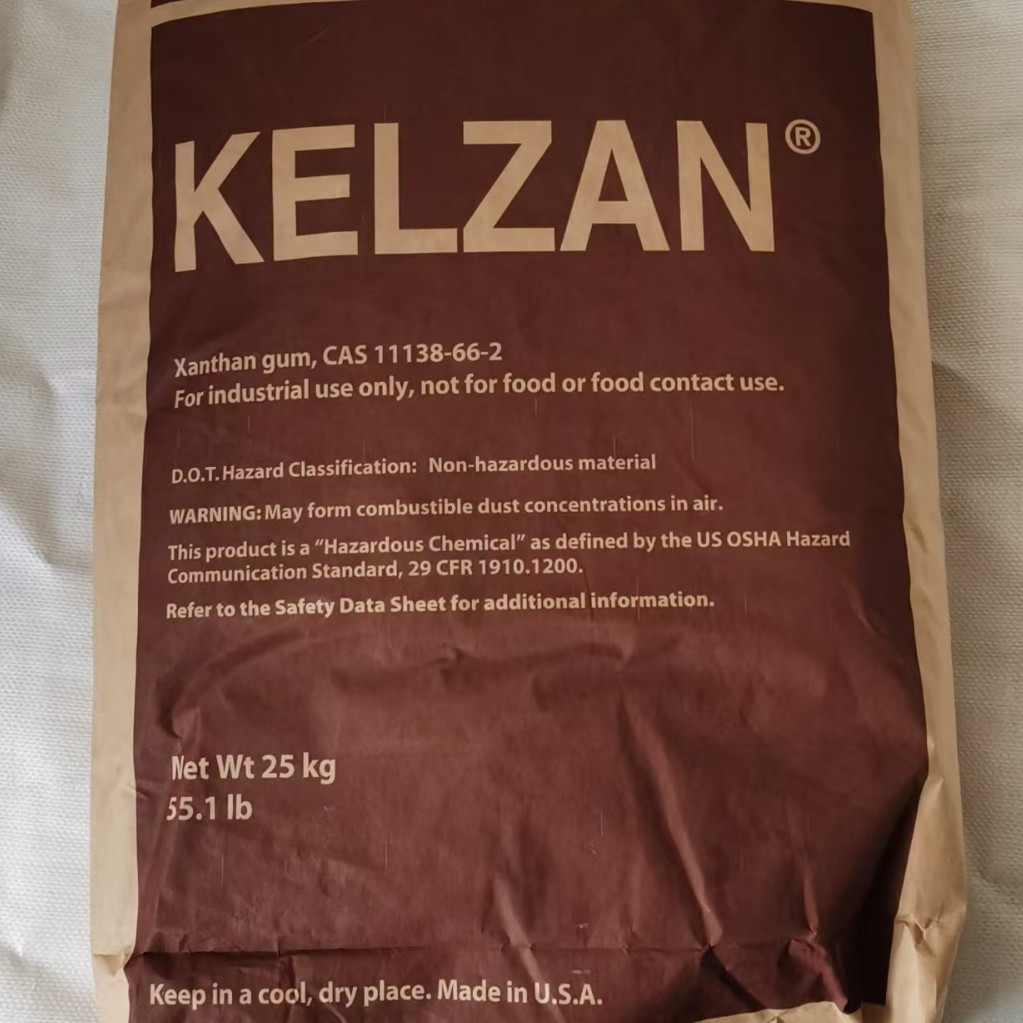 KELZAN®
Xanthan gum, CAS 11138-66-2
For industrial use only, not for food or food contact use.
D.O.T. Hazard Classification: Non-hazardous material
WARNING: May form combustible dust concentrations in air.
This product is a “Hazardous Chemical” as defined by the US OSHA Hazard
Communication Standard, 29 CFR 1910.1200.
Refer to the Safety Data Sheet for additional information.
Net Wt 25 kg
55.1 lb
Keep in a cool, dry place. Made in U.S.A.